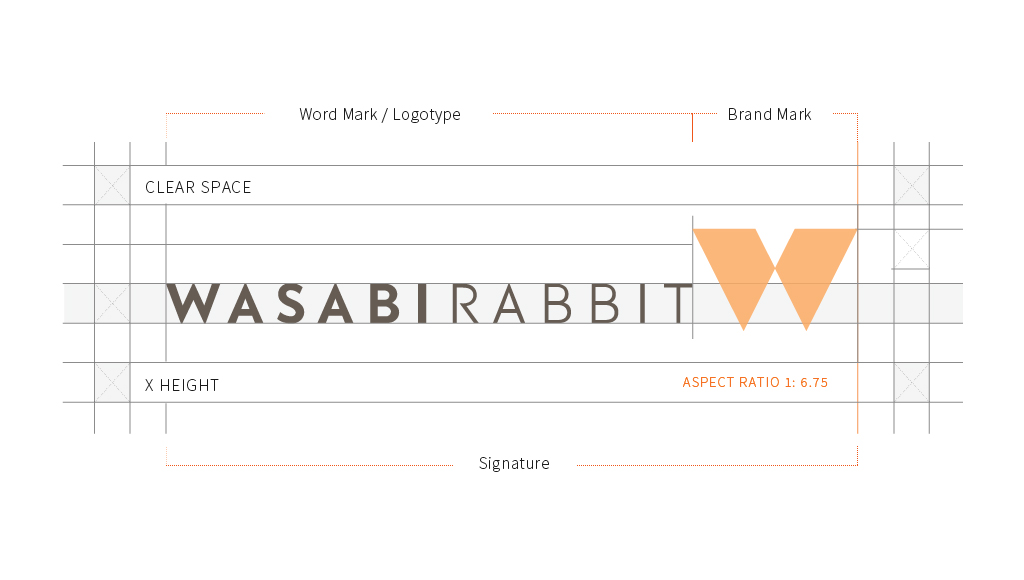 Word Mark / Logotype
Brand Mark
CLEAR SPACE
WASABIRABBIT
X HEIGHT
ASPECT RATIO 1: 6.75
Signature